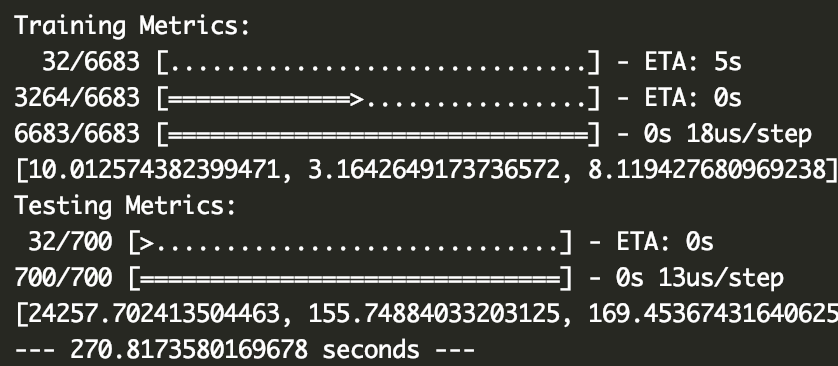 Training Metrics:
32/6683 [..............................] - ETA: 5s
3264/6683 [=============>................] - ETA: 0s
6683/6683 [==============================] - 0s 18us/step
[10.012574382399471, 3.1642649173736572, 8.119427680969238]
Testing Metrics:
32/700 [>.............................] - ETA: 0s
700/700 [==============================] - 0s 13us/step
[24257.702413504463, 155.74884033203125, 169.45367431640625
--- 270.8173580169678 seconds ---